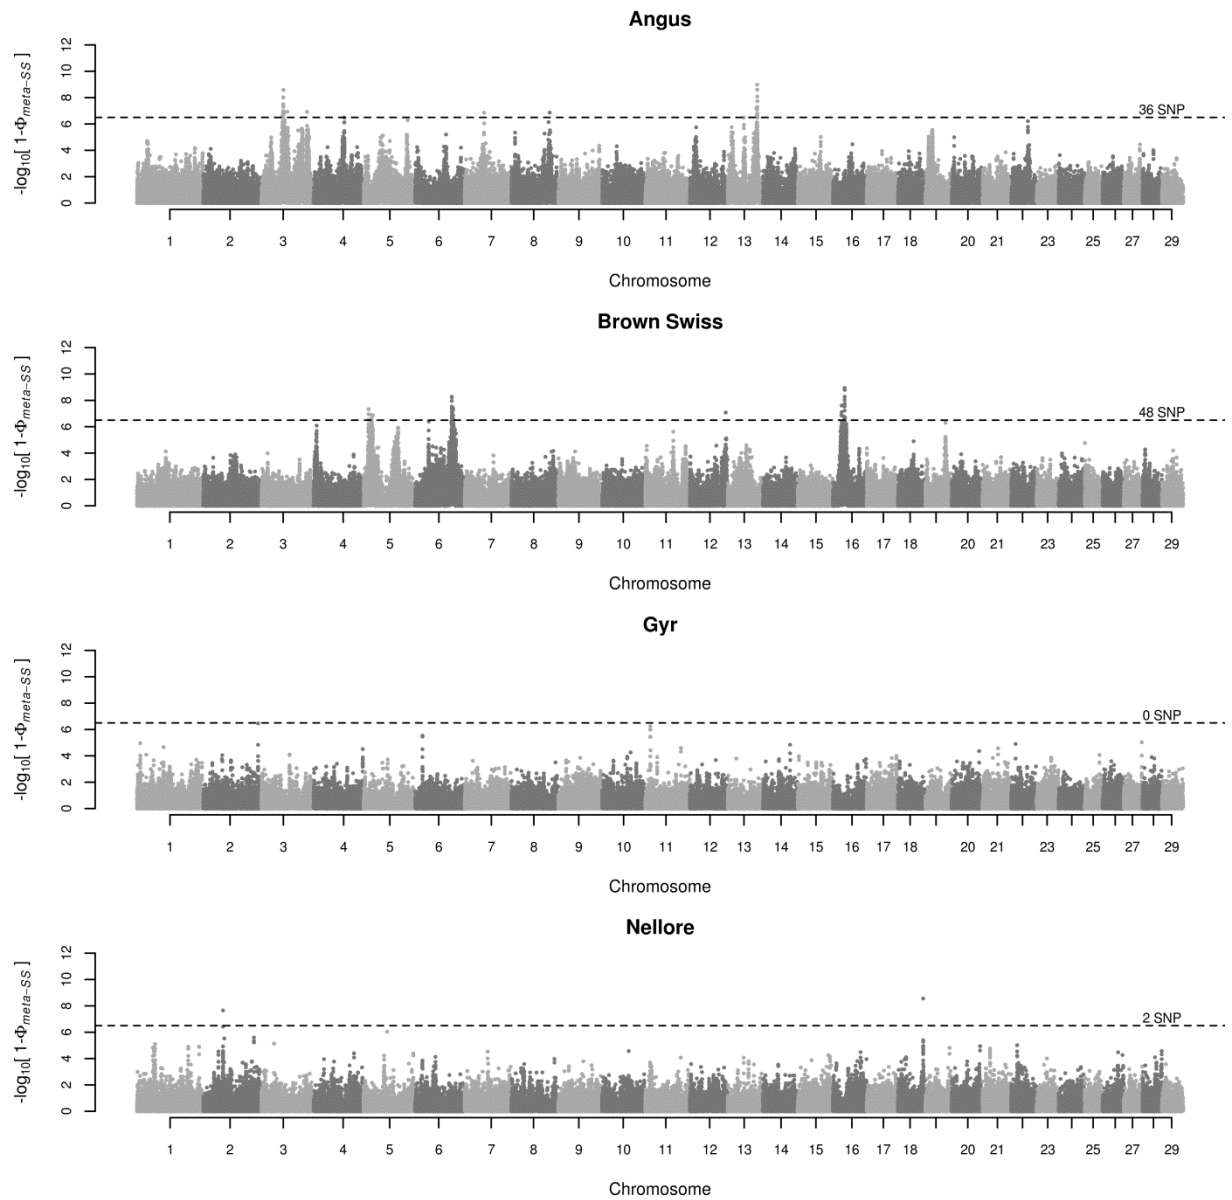 Angus
-log10[ 1-Φmeta-SS ]
12
10
8
6
4
2
0
36 SNP
1 2 3 4 5 6 7 8 9 10 11 12 13 14 15 16 17 18 20 21 23 25 27 29
Chromosome
Brown Swiss
-log10[ 1-Φmeta-SS ]
12
10
8
6
4
2
0
48 SNP
1 2 3 4 5 6 7 8 9 10 11 12 13 14 15 16 17 18 20 21 23 25 27 29
Chromosome
Gyr
-log10[ 1-Φmeta-SS ]
12
10
8
6
4
2
0
0 SNP
1 2 3 4 5 6 7 8 9 10 11 12 13 14 15 16 17 18 20 21 23 25 27 29
Chromosome
Nellore
-log10[ 1-Φmeta-SS ]
12
10
8
6
4
2
0
2 SNP
1 2 3 4 5 6 7 8 9 10 11 12 13 14 15 16 17 18 20 21 23 25 27 29
Chromosome